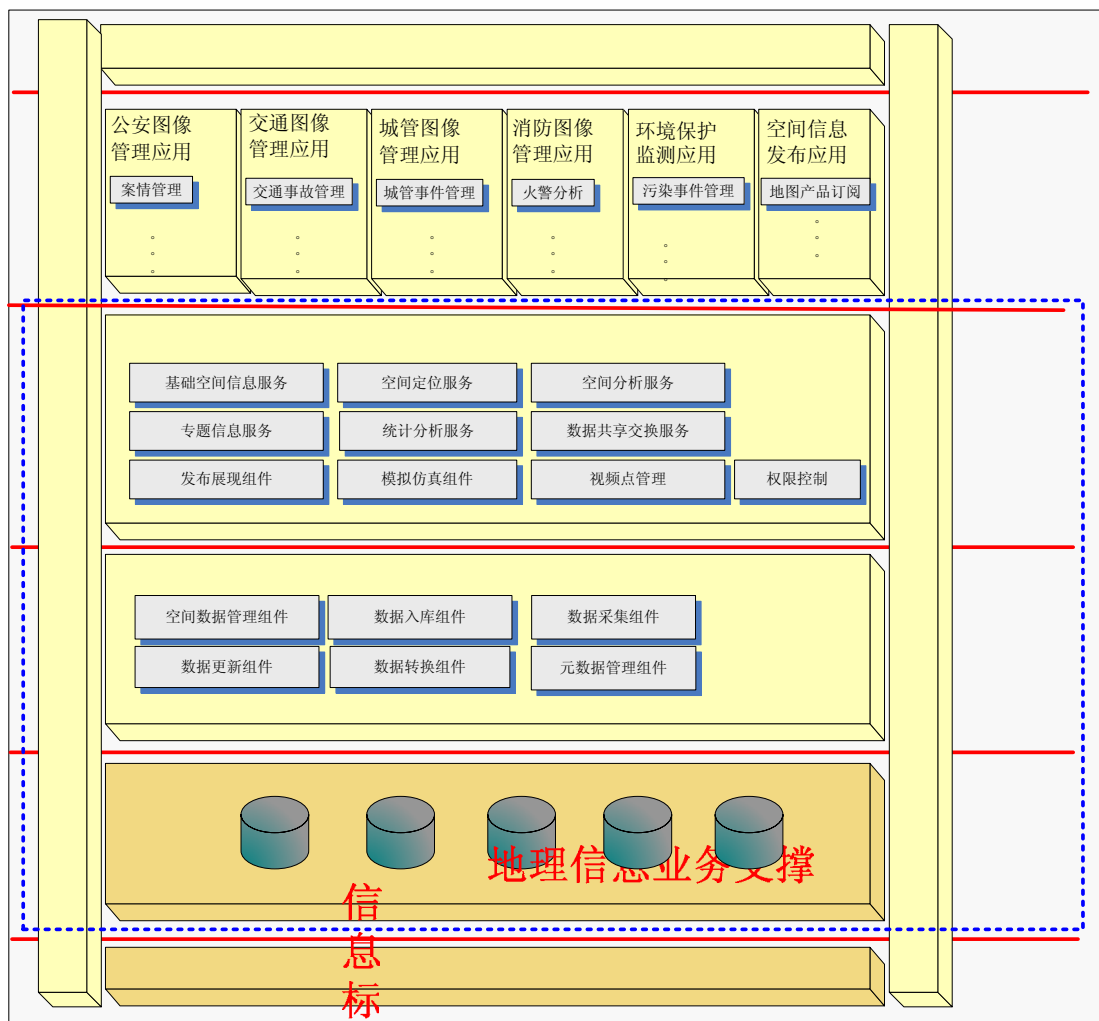 公安图像
管理应用
案情管理
。
。
。
交通图像
管理应用
交通事故管理
。
。
。
城管图像
管理应用
城管事件管理
。
。
。
消防图像
管理应用
火警分析
。
。
。
环境保护
监测应用
污染事件管理
。
。
。
空间信息
发布应用
地图产品订阅
。
。
。
基础空间信息服务
空间定位服务
空间分析服务
专题信息服务
统计分析服务
数据共享交换服务
发布展现组件
模拟仿真组件
视频点管理
权限控制
空间数据管理组件
数据入库组件
数据采集组件
数据更新组件
数据转换组件
元数据管理组件
地理信息业务支撑
信
息
标